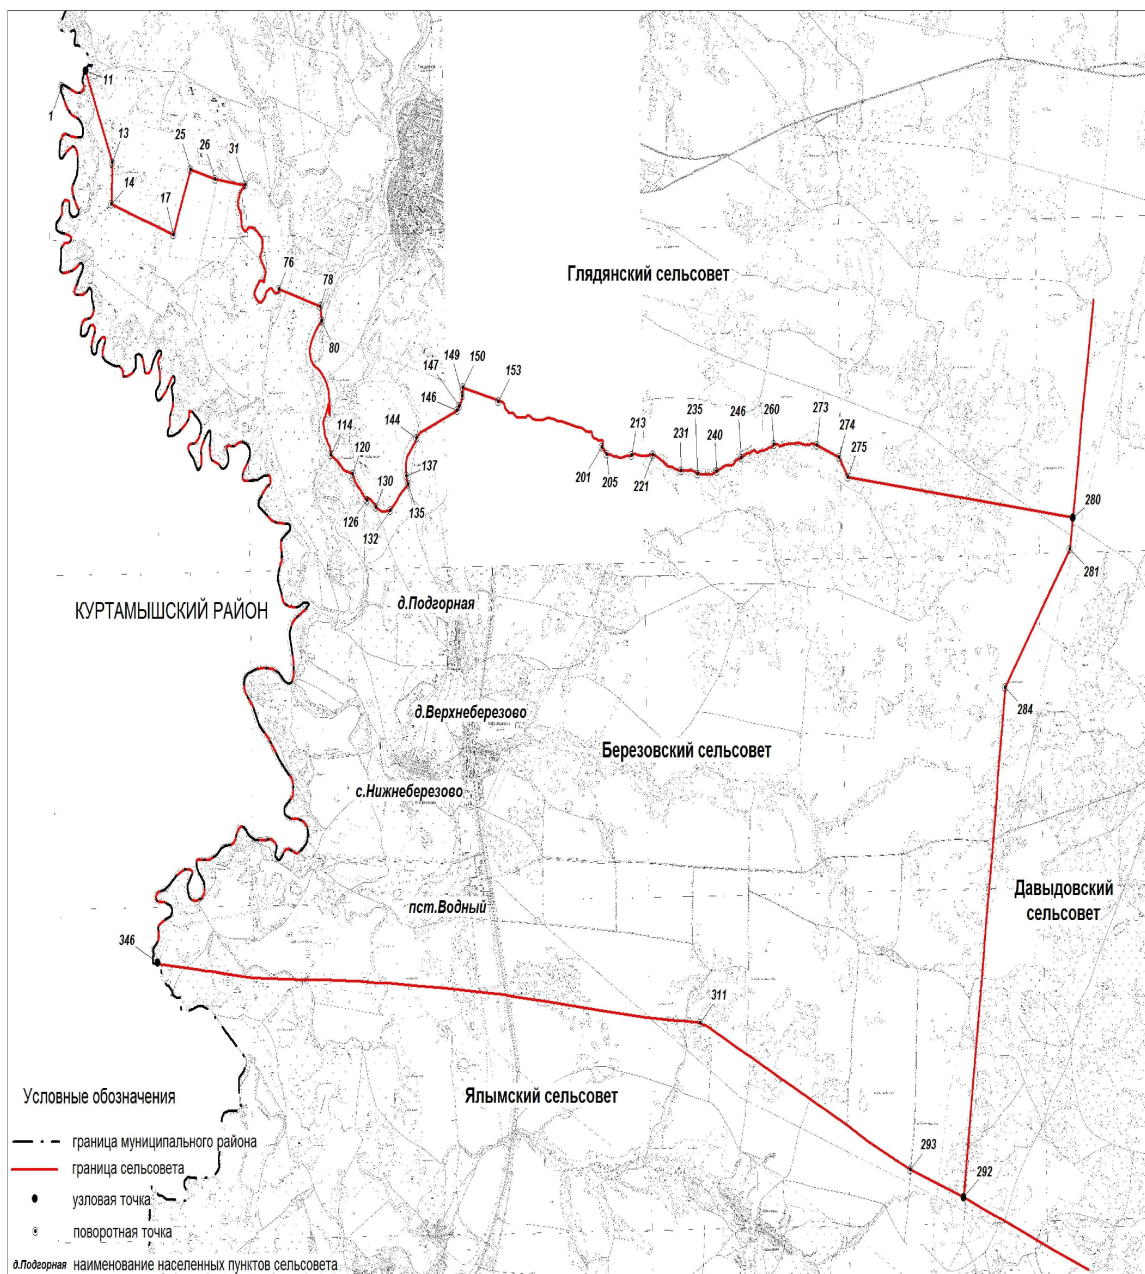 11
1
13
25
26
31
14
17
76
78
80
Глядянский сельсовет
149
150
147
153
146
144
114
120
137
130
126
132
135
201
205
213
221
231
235
240
246
260
273
274
275
280
281
КУРТАМЫШСКИЙ РАЙОН
д.Подгорная
284
д.Верхнеберезово
Березовский сельсовет
с.Нижнеберезово
Давыдовский
сельсовет
пст.Водный
346
311
Ялымский сельсовет
293
292
Условные обозначения
граница муниципального района
граница сельсовета
узловая точка
поворотная точка
д.Подгорная наименование населенных пунктов сельсовета